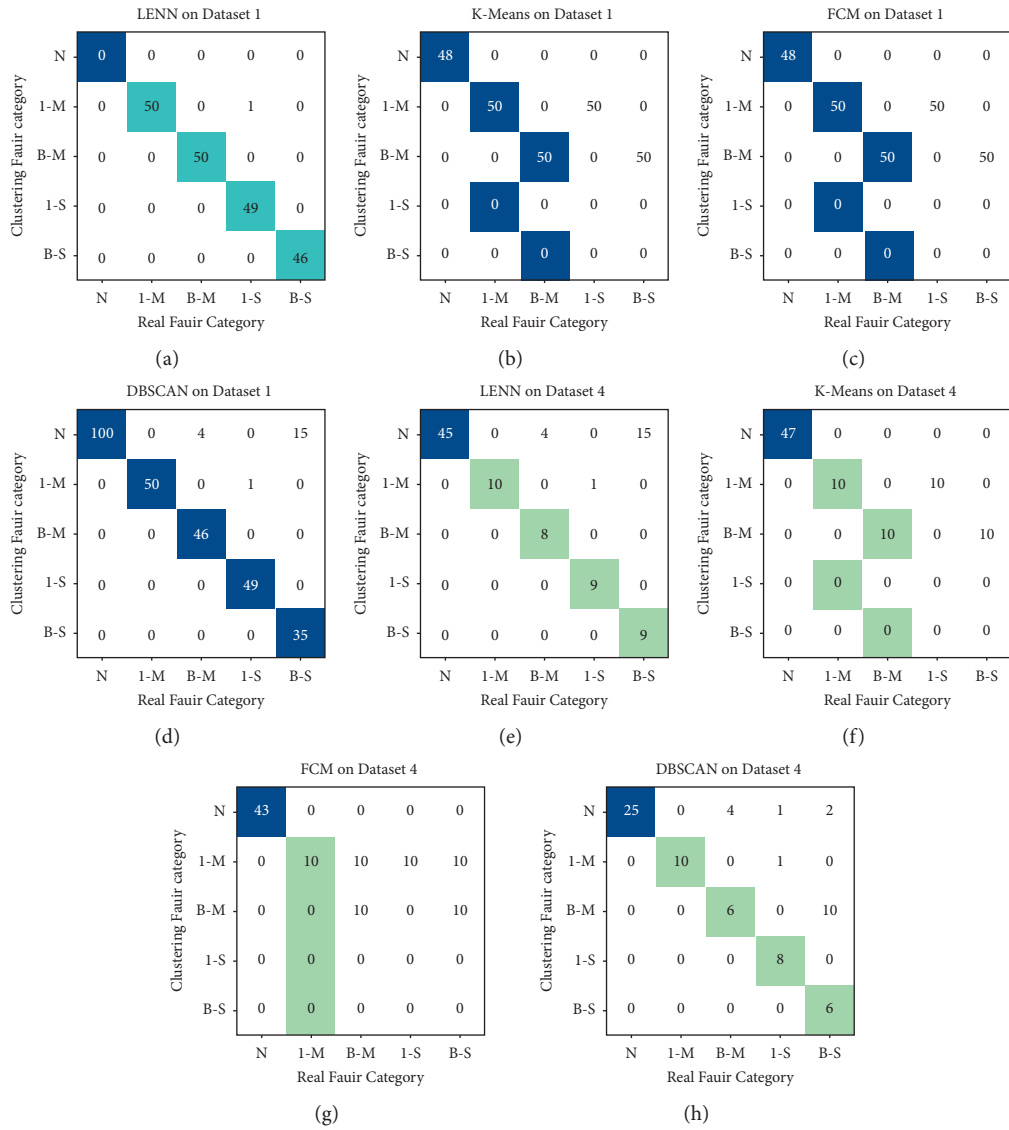 LENN on Dataset 1
Clustering Fauir category
N 0 0 0 0 0
1-M 0 50 0 1 0
B-M 0 0 50 0 0
1-S 0 0 0 49 0
B-S 0 0 0 0 46
N 1-M B-M 1-S B-S
Real Fauir Category
(a)
K-Means on Dataset 1
Clustering Fauir category
N 48 0 0 0 0
1-M 0 50 0 50 0
B-M 0 0 50 0 50
1-S 0 0 0 0 0
B-S 0 0 0 0 0
N 1-M B-M 1-S B-S
Real Fauir Category
(b)
FCM on Dataset 1
Clustering Fauir category
N 48 0 0 0 0
1-M 0 50 0 50 0
B-M 0 0 50 0 50
1-S 0 0 0 0 0
B-S 0 0 0 0 0
N 1-M B-M 1-S B-S
Real Fauir Category
(c)
DBSCAN on Dataset 1
Clustering Fauir category
N 100 0 4 0 15
1-M 0 50 0 1 0
B-M 0 0 46 0 0
1-S 0 0 0 49 0
B-S 0 0 0 0 35
N 1-M B-M 1-S B-S
Real Fauir Category
(d)
LENN on Dataset 4
Clustering Fauir category
N 45 0 4 0 15
1-M 0 10 0 1 0
B-M 0 0 8 0 0
1-S 0 0 0 9 0
B-S 0 0 0 0 9
N 1-M B-M 1-S B-S
Real Fauir Category
(e)
K-Means on Dataset 4
Clustering Fauir category
N 47 0 0 0 0
1-M 0 10 0 10 0
B-M 0 0 10 0 10
1-S 0 0 0 0 0
B-S 0 0 0 0 0
N 1-M B-M 1-S B-S
Real Fauir Category
(f)
FCM on Dataset 4
Clustering Fauir category
N 43 0 0 0 0
1-M 0 10 10 10 10
B-M 0 0 10 0 10
1-S 0 0 0 0 0
B-S 0 0 0 0 0
N 1-M B-M 1-S B-S
Real Fauir Category
(g)
DBSCAN on Dataset 4
Clustering Fauir category
N 25 0 4 1 2
1-M 0 10 0 1 0
B-M 0 0 6 0 10
1-S 0 0 0 8 0
B-S 0 0 0 0 6
N 1-M B-M 1-S B-S
Real Fauir Category
(h)